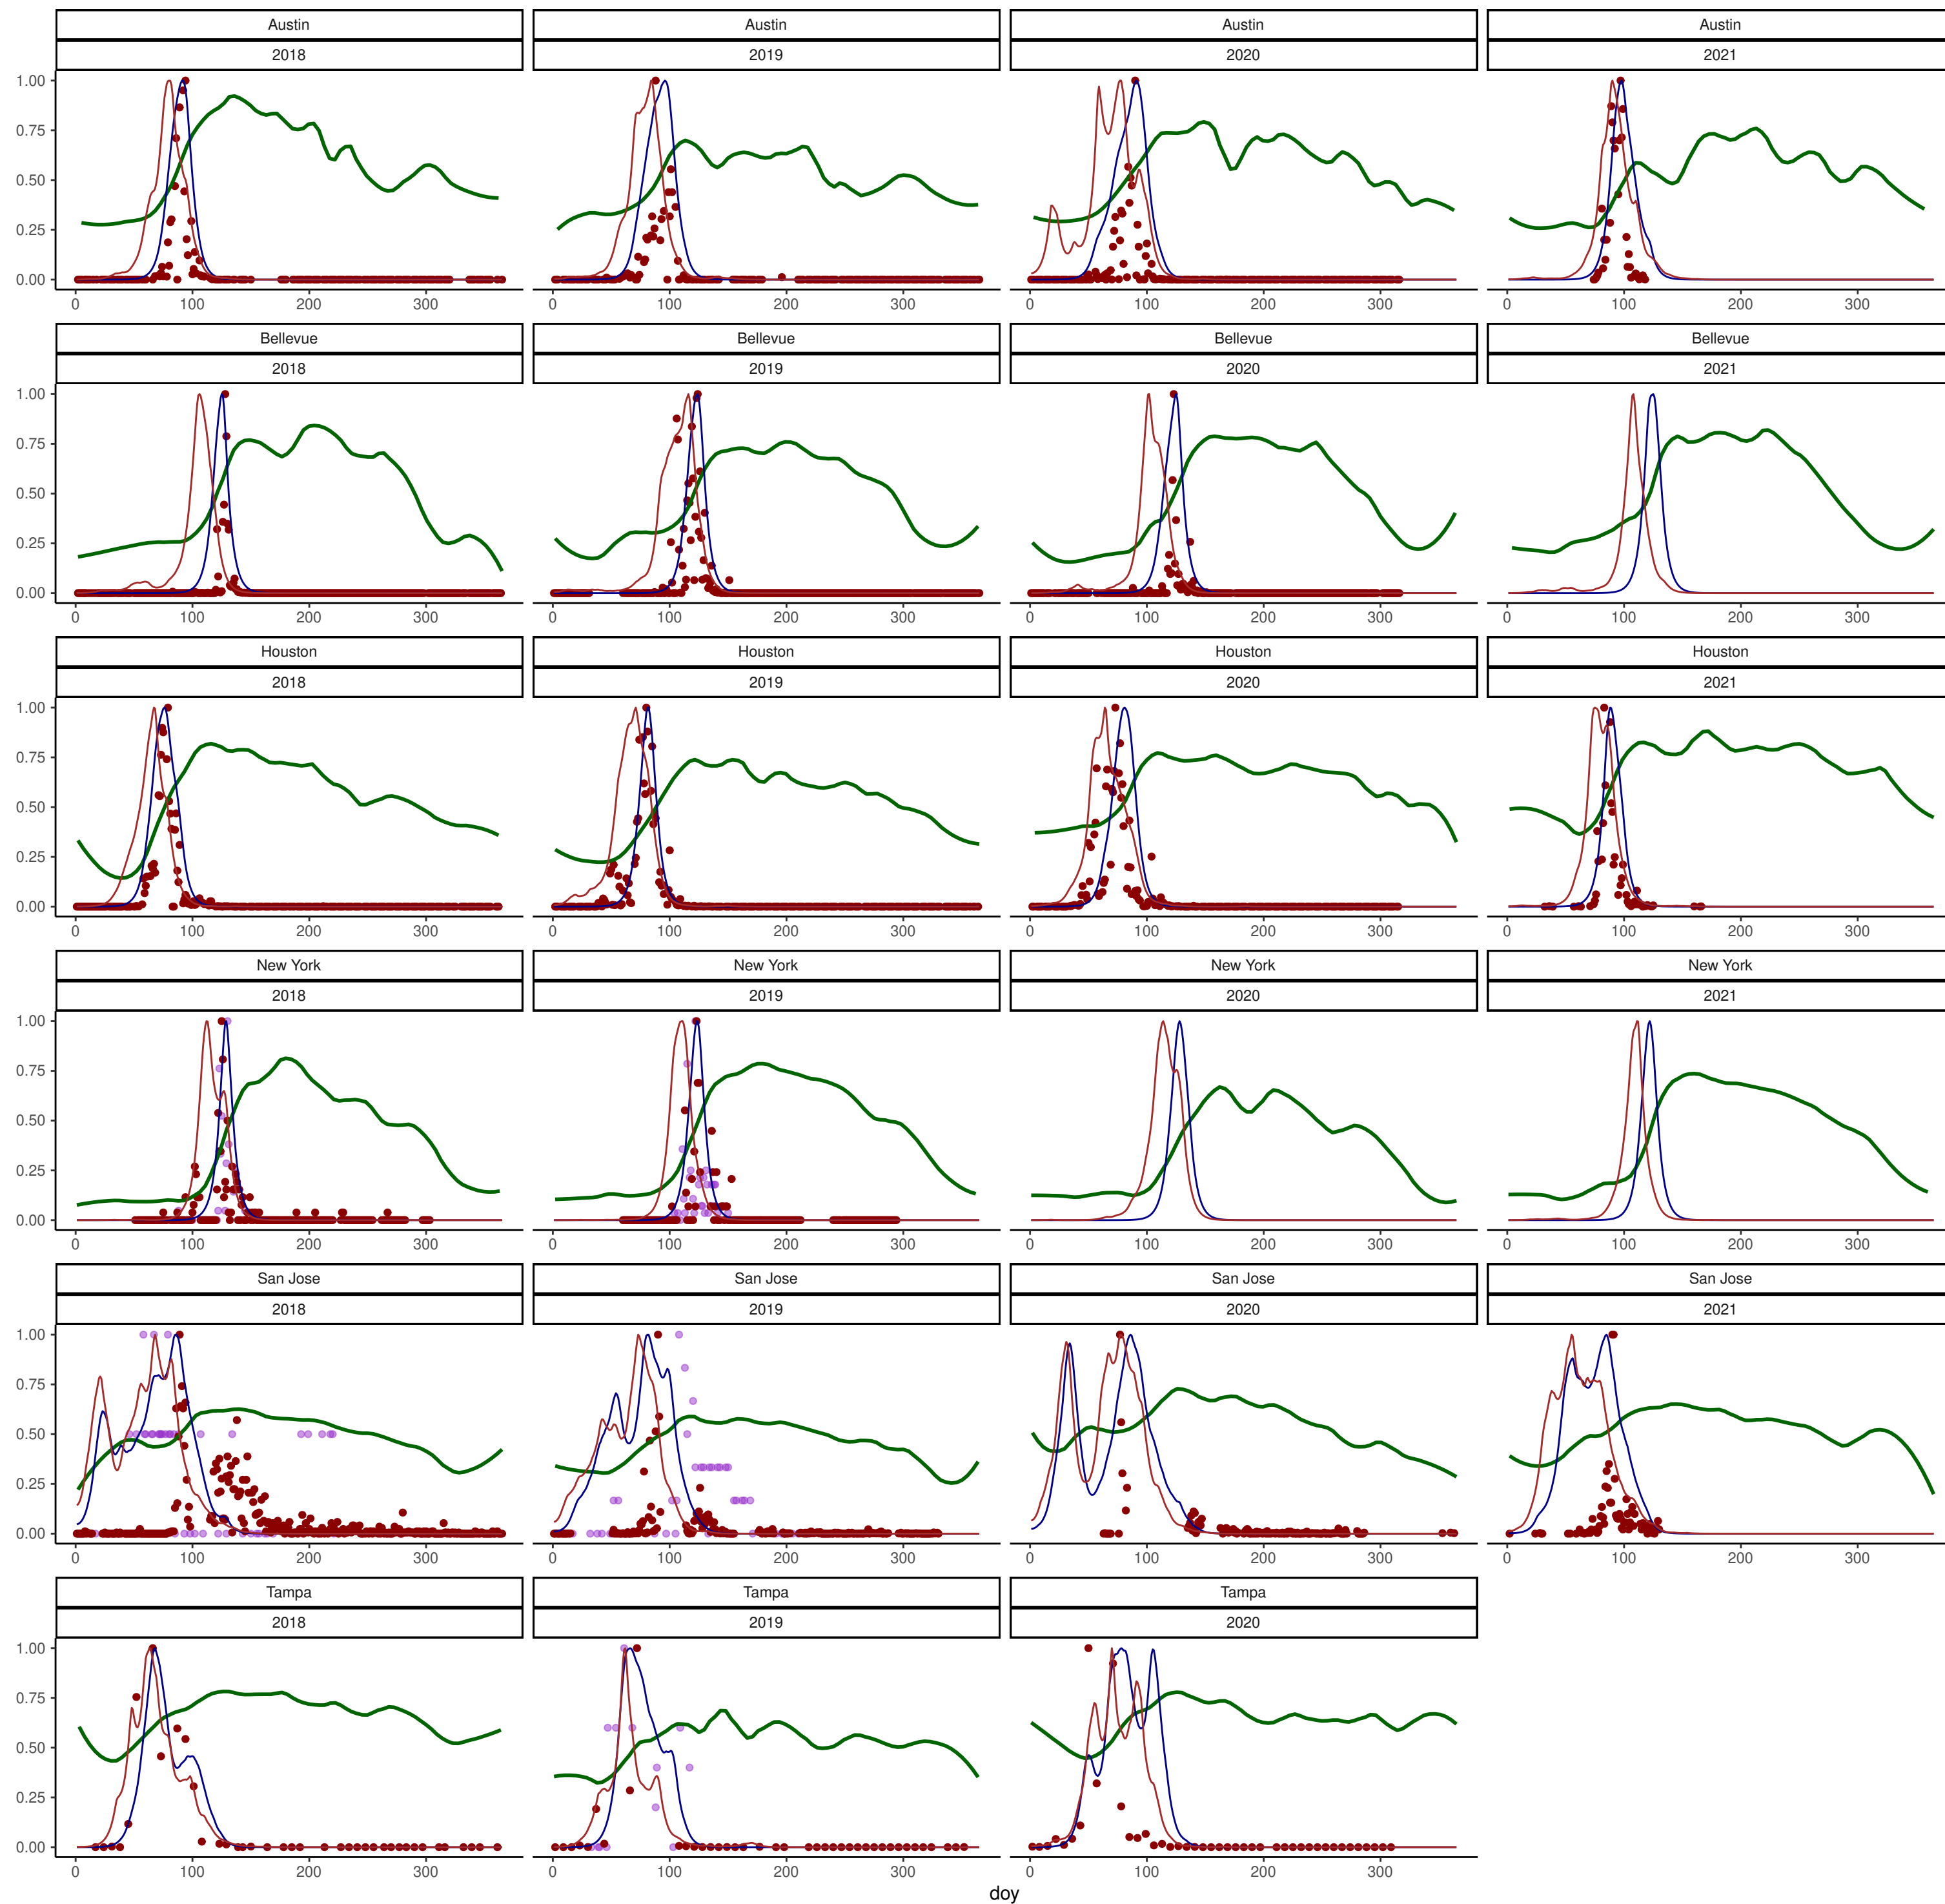 Austin Austin Austin Austin
2018 2019 2020 2021
1.00
0.75
0.50
0.25
0.00
0 100 200 300 0 100 200 300 0 100 200 300 0 100 200 300
Bellevue Bellevue Bellevue Bellevue
2018 2019 2020 2021
1.00
0.75
0.50
0.25
0.00
0 100 200 300 0 100 200 300 0 100 200 300 0 100 200 300
Houston Houston Houston Houston
2018 2019 2020 2021
1.00
0.75
0.50
0.25
0.00
0 100 200 300 0 100 200 300 0 100 200 300 0 100 200 300
New York New York New York New York
2018 2019 2020 2021
1.00
0.75
0.50
0.25
0.00
0 100 200 300 0 100 200 300 0 100 200 300 0 100 200 300
San Jose San Jose San Jose San Jose
2018 2019 2020 2021
1.00
0.75
0.50
0.25
0.00
0 100 200 300 0 100 200 300 0 100 200 300 0 100 200 300
Tampa Tampa Tampa
2018 2019 2020
1.00
0.75
0.50
0.25
0.00
0 100 200 300 0 100 200 300 0 100 200 300
doy